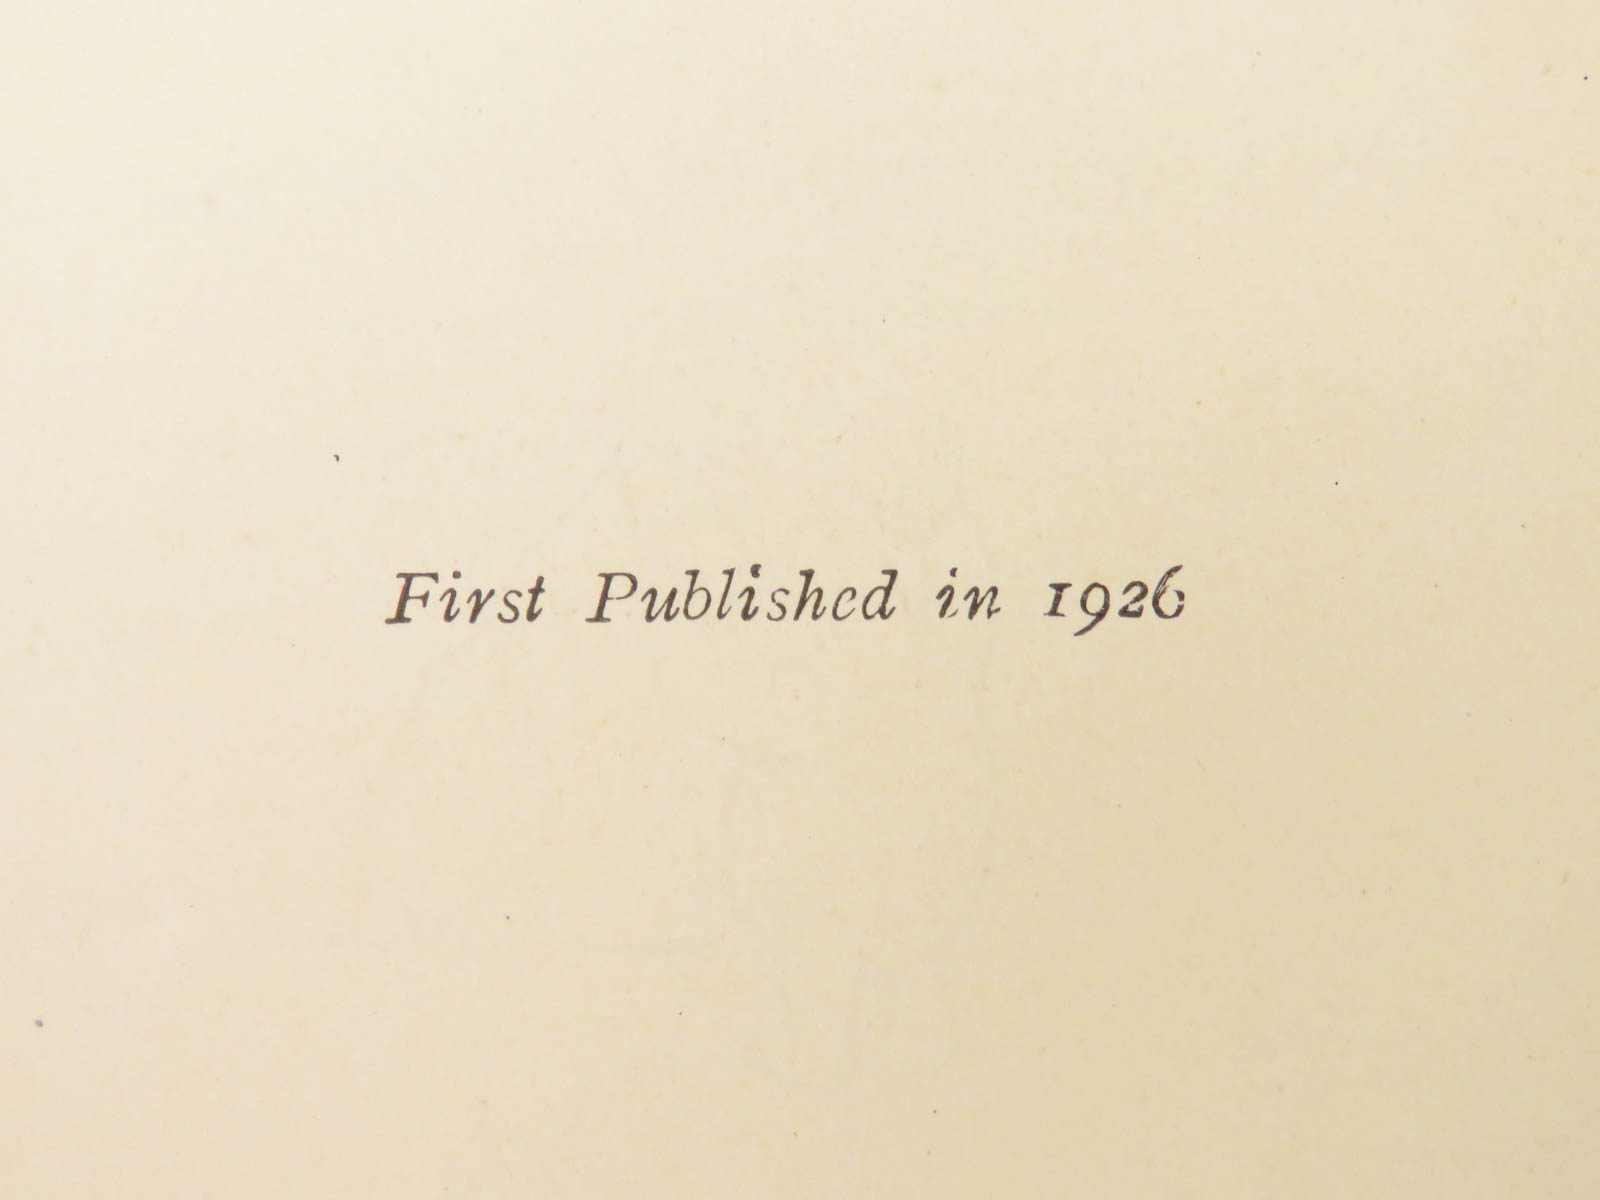 First Published in 1926